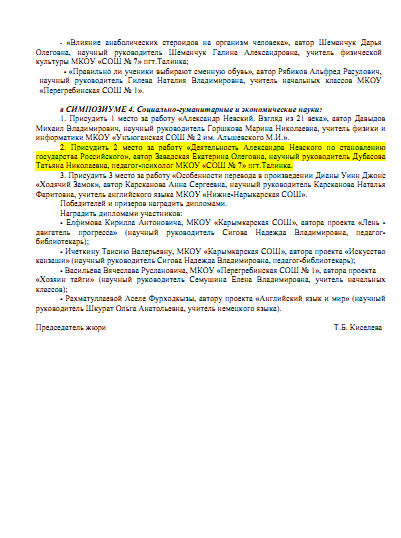 - «Влияние анаболических стероидов на организм человека», автор Шеманчук Дарья
Олеговна, научный руководитель Шеманчук Галина Александровна, учитель физической
культуры МКОУ «СОШ № 7» пгт.Талинка;
- «Правильно ли ученики выбирают сменную обувь», автор Рябиков Альфред Расулович,
научный руководитель Гилева Наталия Владимировна, учитель начальных классов МКОУ
«Перегребинская СОШ № 1».
в СИМПОЗИУМЕ 4. Социально-гуманитарные и экономические науки:
1. Присудить 1 место за работу «Александр Невский. Взгляд из 21 века», автор Давыдов
Михаил Владимирович, научный руководитель Горшкова Марина Николаевна, учитель физики и
информатики МКОУ «Унъюганская СОШ № 2 им. Альшевского М.И.».
2. Присудить 2 место за работу «Деятельность Александра Невского по становлению
государства Российского», автор Завадская Екатерина Олеговна, научный руководитель Дубасова
Татьяна Николаевна, педагог-психолог МКОУ «СОШ № 7» пгт.Талинка.
3. Присудить 3 место за работу «Особенности перевода в произведении Дианы Уинн Джонс
«Ходячий Замок», автор Карсканова Анна Сергеевна, научный руководитель Карсканова Наталья
Фаритовна, учитель английского языка МКОУ «Нижне-Нарыкарская СОШ».
Победителей и призеров наградить дипломами.
Наградить дипломами участников:
- Елфимова Кирилла Антоновича, МКОУ «Карымкарская СОШ», автора проекта «Лень -
двигатель прогресса» (научный руководитель Сигова Надежда Владимировна, педагог-
библиотекарь);
- Ичеткину Таисию Валерьевну, МКОУ «Карымкарская СОШ», автора проекта «Искусство
канзаши» (научный руководитель Сигова Надежда Владимировна, педагог-библиотекарь);
- Васильева Вячеслава Руслановича, МКОУ «Перегребинская СОШ № 1», автора проекта
«Хозяин тайги» (научный руководитель Семушина Елена Владимировна, учитель начальных
классов);
- Рахматуллаевой Аселе Фурходкызы, автору проекта «Английский язык и мир» (научный
руководитель Шкурат Ольга Анатольевна, учитель немецкого языка).
Председатель жюри Т.Б. Киселева